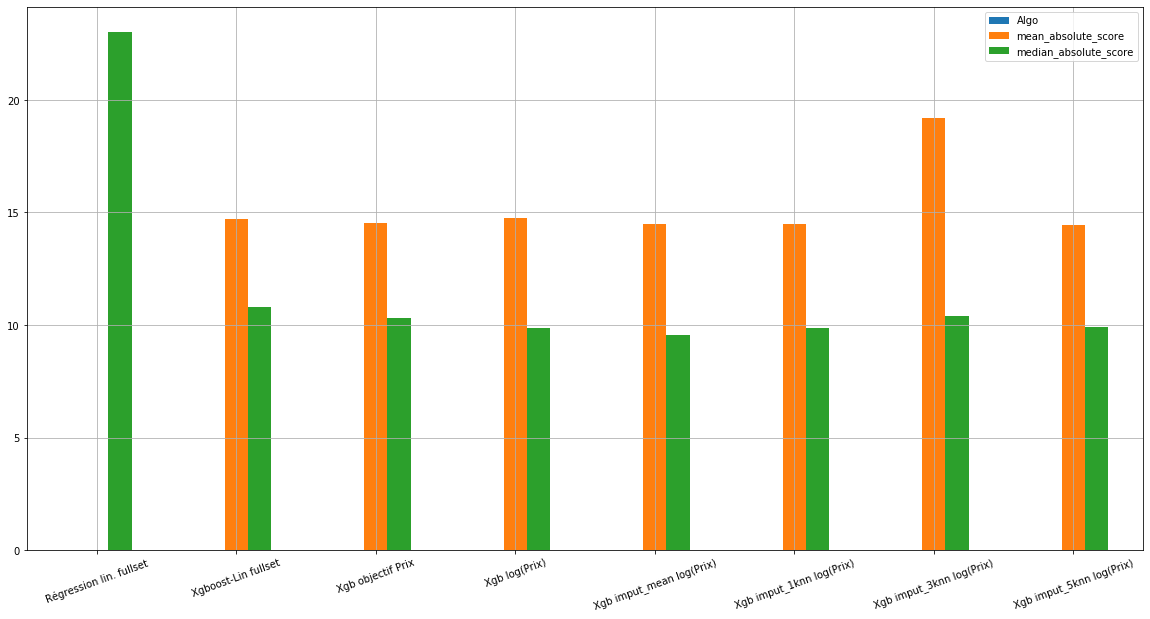 Algo
mean_absolute_score
median_absolute_score
20
15
10
5
0
Régression lin. fullset
Xgboost-Lin fullset
Xgb objectif Prix
Xgb log(Prix)
Xgb imput_mean log(Prix)
Xgb imput_1knn log(Prix)
Xgb imput_3knn log(Prix)
Xgb imput_5knn log(Prix)